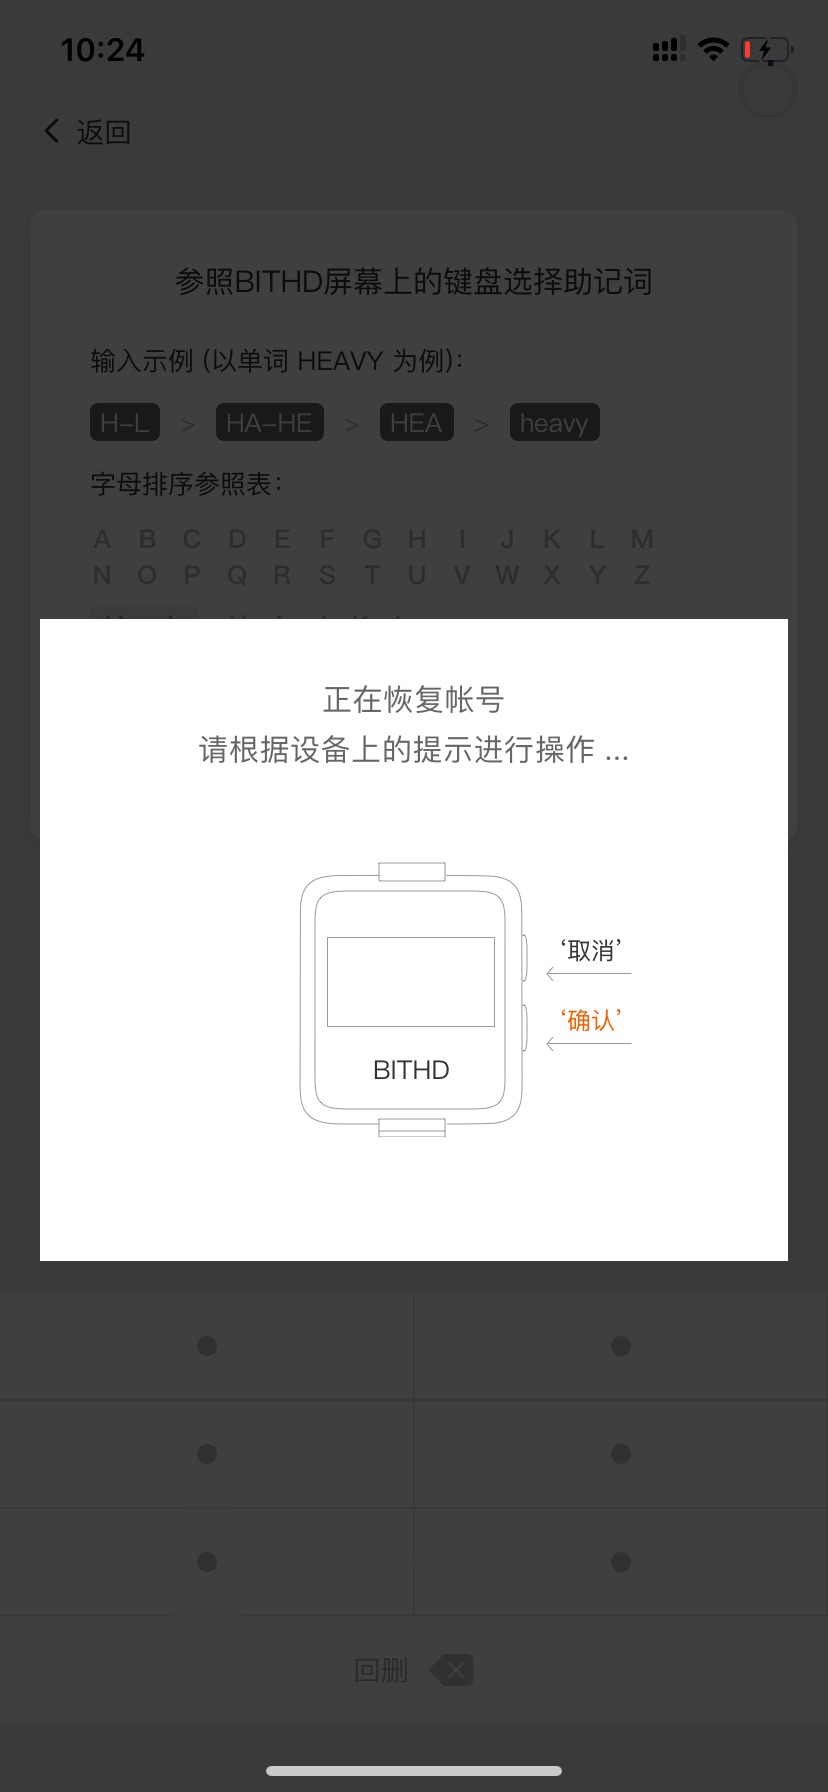 10:24
返回
参照BITHD屏幕上的键盘选择助记词
输入示例 (以单词 HEAVY 为例):
H-L > HA-HE > HEA > heavy
字母排序参照表:
A B C D E F G H I J K L M
N O P Q R S T U V W X Y Z
正在恢复帐号
请根据设备上的提示进行操作 ...
‘取消’
‘确认’
BITHD
回删